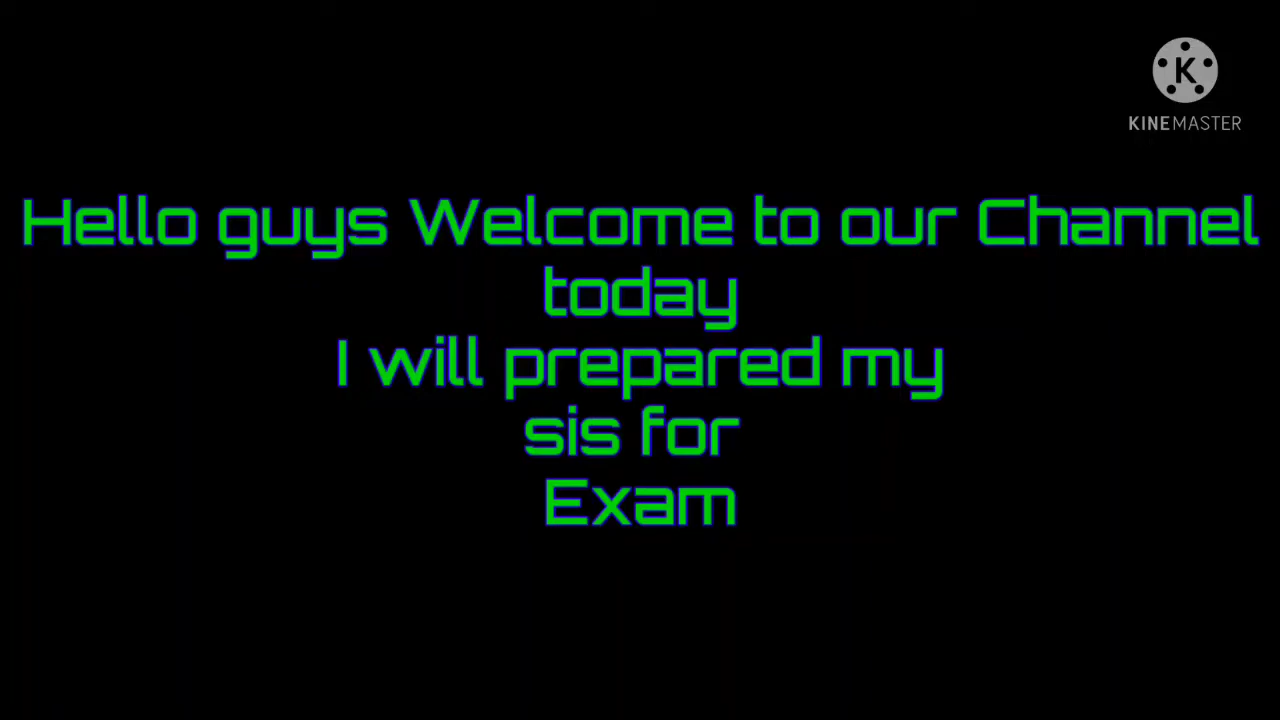 KINEMASTER
Hello guys Welcome to our Channel
today
I will prepared my
sis for
Exam